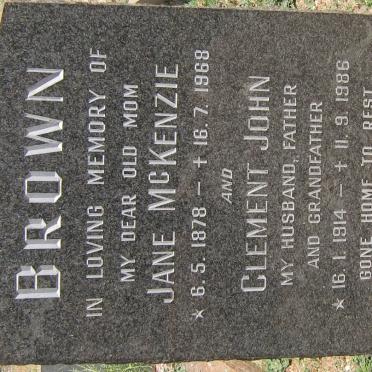 BROWN
IN LOVING MEMORY OF
MY DEAR OLD MOM
JANE McKENZIE
★ 6. 5. 1878 – † 16. 7. 1968
AND
CLEMENT JOHN
MY HUSBAND, FATHER
AND GRANDFATHER
★ 16. 1. 1914 – † 11. 9. 1986
GONE HOME TO REST